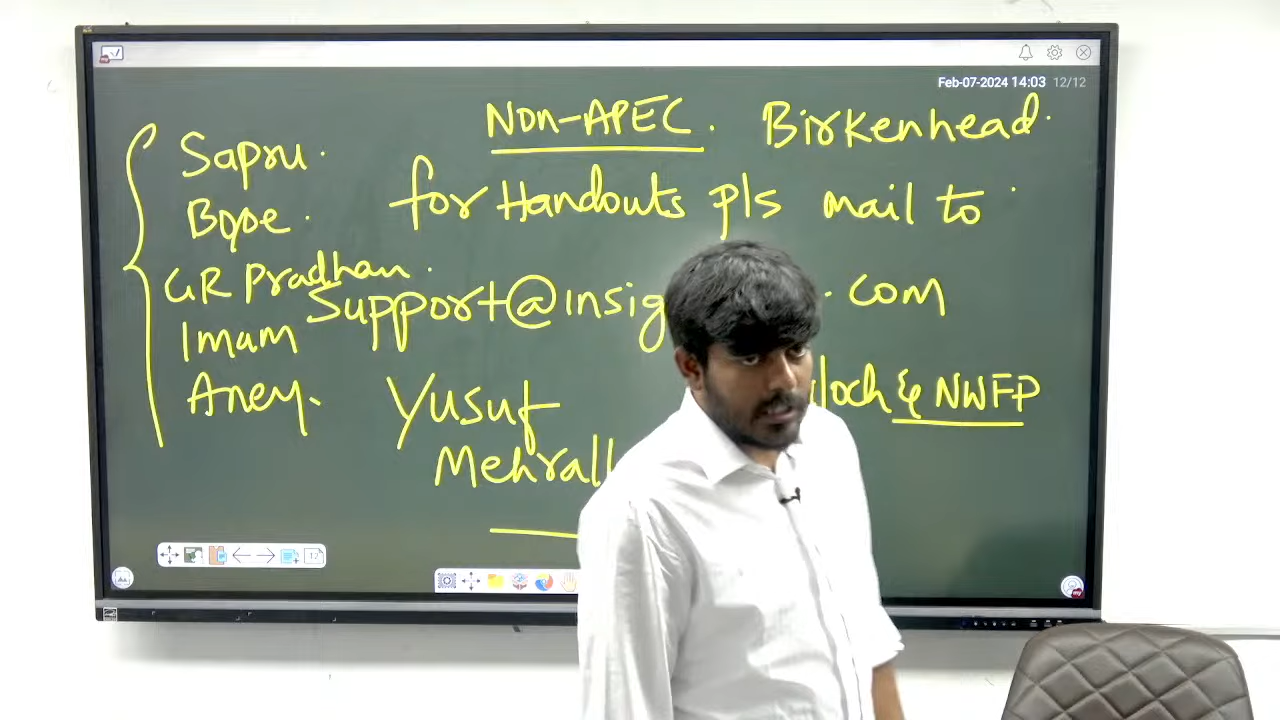 Feb-07-2024 14:03 12/12
Non-APEC. Birkenhead.
Sapru.
for Handouts pls mail to
Bose.
GR Pradhan.
Support@insig .com
Imam
Aney.
Yusuf
loch & NWFP
Mehrall
12